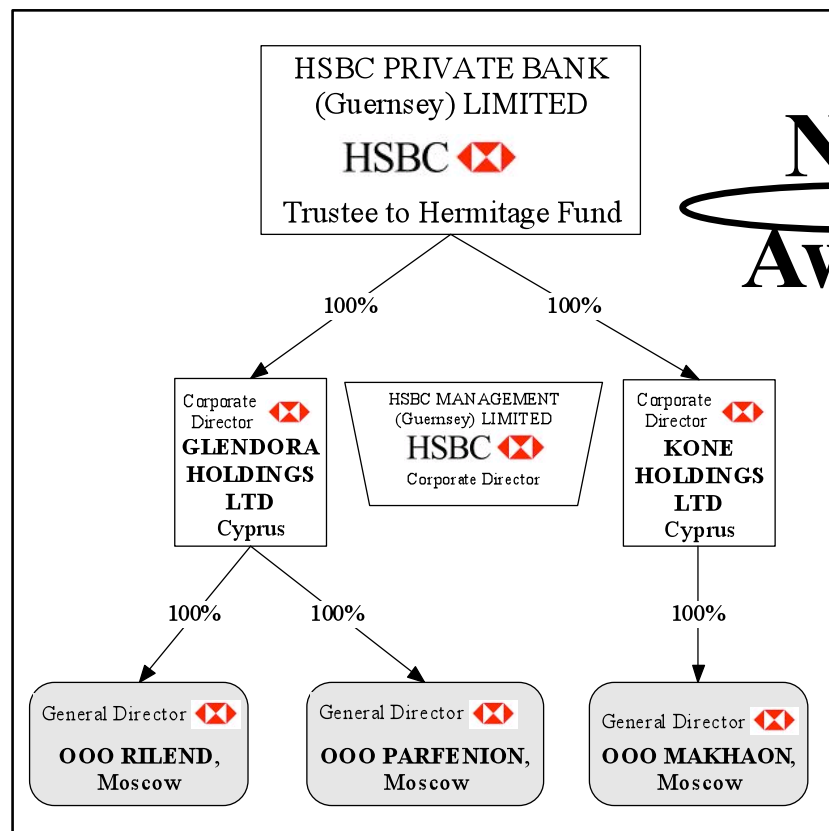 HSBC PRIVATE BANK
(Guernsey) LIMITED
HSBC
Trustee to Hermitage Fund
100%
100%
Corporate
Director
GLENDORA
HOLDINGS
LTD
Cyprus
HSBC MANAGEMENT
(Guernsey) LIMITED
HSBC
Corporate Director
Corporate
Director
KONE
HOLDINGS
LTD
Cyprus
100%
100%
100%
General Director
OOO RILEND,
Moscow
General Director
OOO PARFENION,
Moscow
General Director
OOO MAKHAON,
Moscow